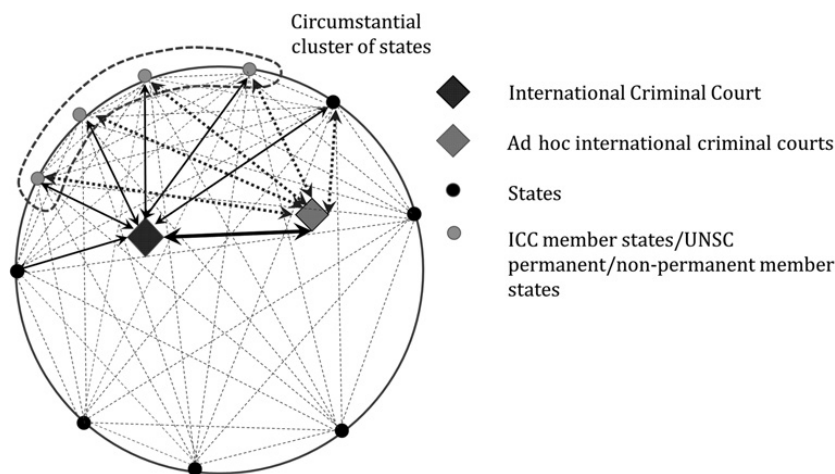 Circumstantial
cluster of states
International Criminal Court
Ad hoc international criminal courts
States
ICC member states/UNSC
permanent/non-permanent member
states